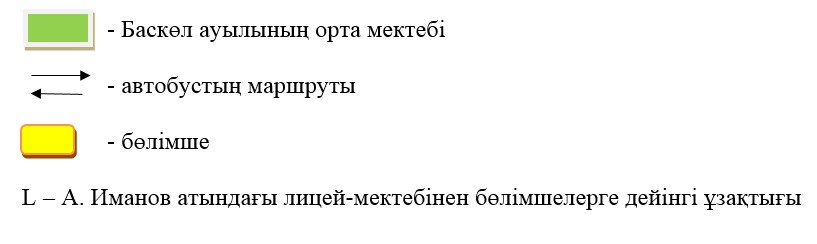 - Баскөл ауылының орта мектебі
- автобустың маршруты
- бөлімше
L – А. Иманов атындағы лицей-мектебінен бөлімшелерге дейінгі ұзақтығы